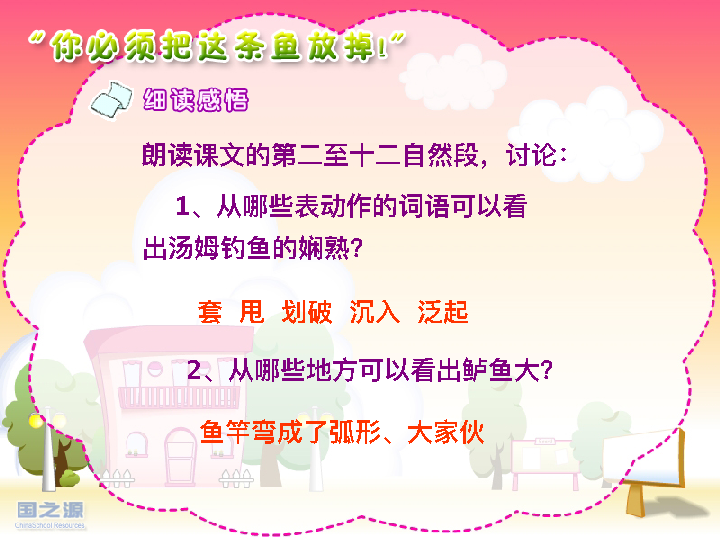 "你必须把这条鱼放掉！"
细读感悟
朗读课文的第二至十二自然段，讨论：
1、从哪些表动作的词语可以看
出汤姆钓鱼的娴熟？
套 甩 划破 沉入 泛起
2、从哪些地方可以看出鲈鱼大？
鱼竿弯成了弧形、大家伙
国之源
ChinaSchool Resources